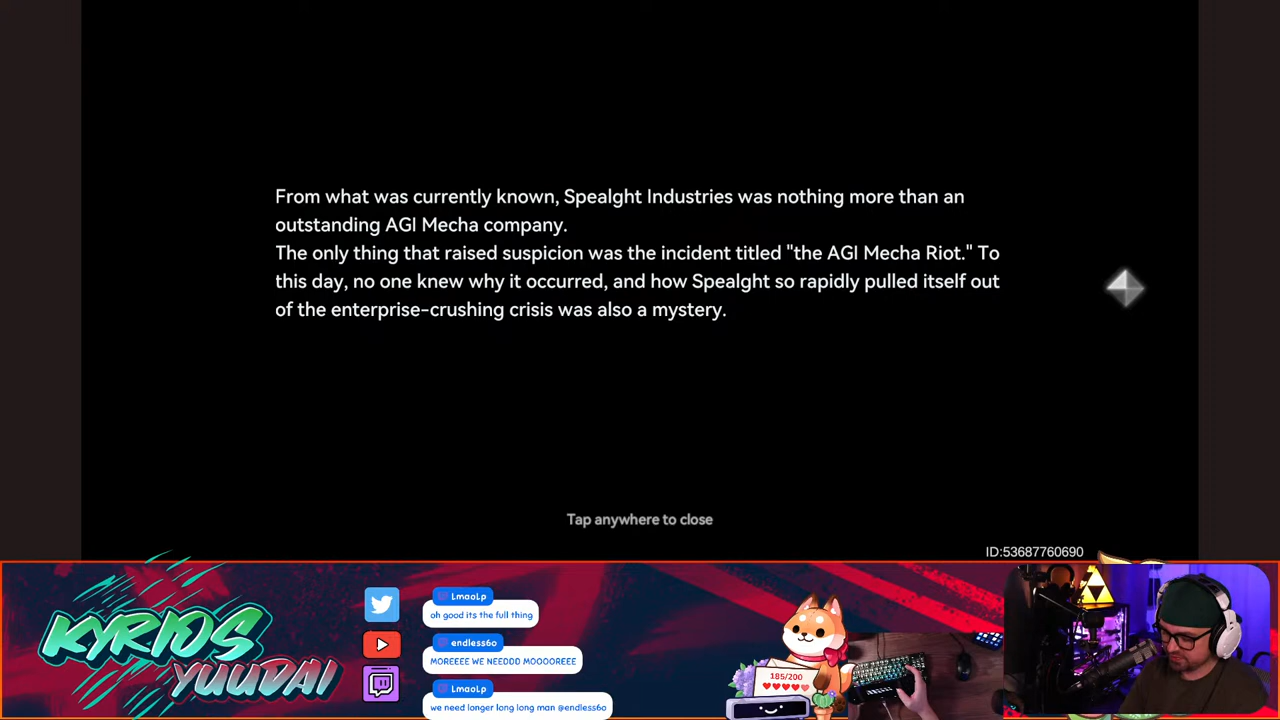 From what was currently known, Spealght Industries was nothing more than an
outstanding AGI Mecha company.
The only thing that raised suspicion was the incident titled "the AGI Mecha Riot." To
this day, no one knew why it occurred, and how Spealght so rapidly pulled itself out
of the enterprise-crushing crisis was also a mystery.
Tap anywhere to close
ID:53687760690
KYRIOS
YUUDAI
LmaoLp
oh good its the full thing
endless6o
MOREEE WE NEEDDD MOOOOREEE
LmaoLp
we need longer long long man @endless6o
185/200